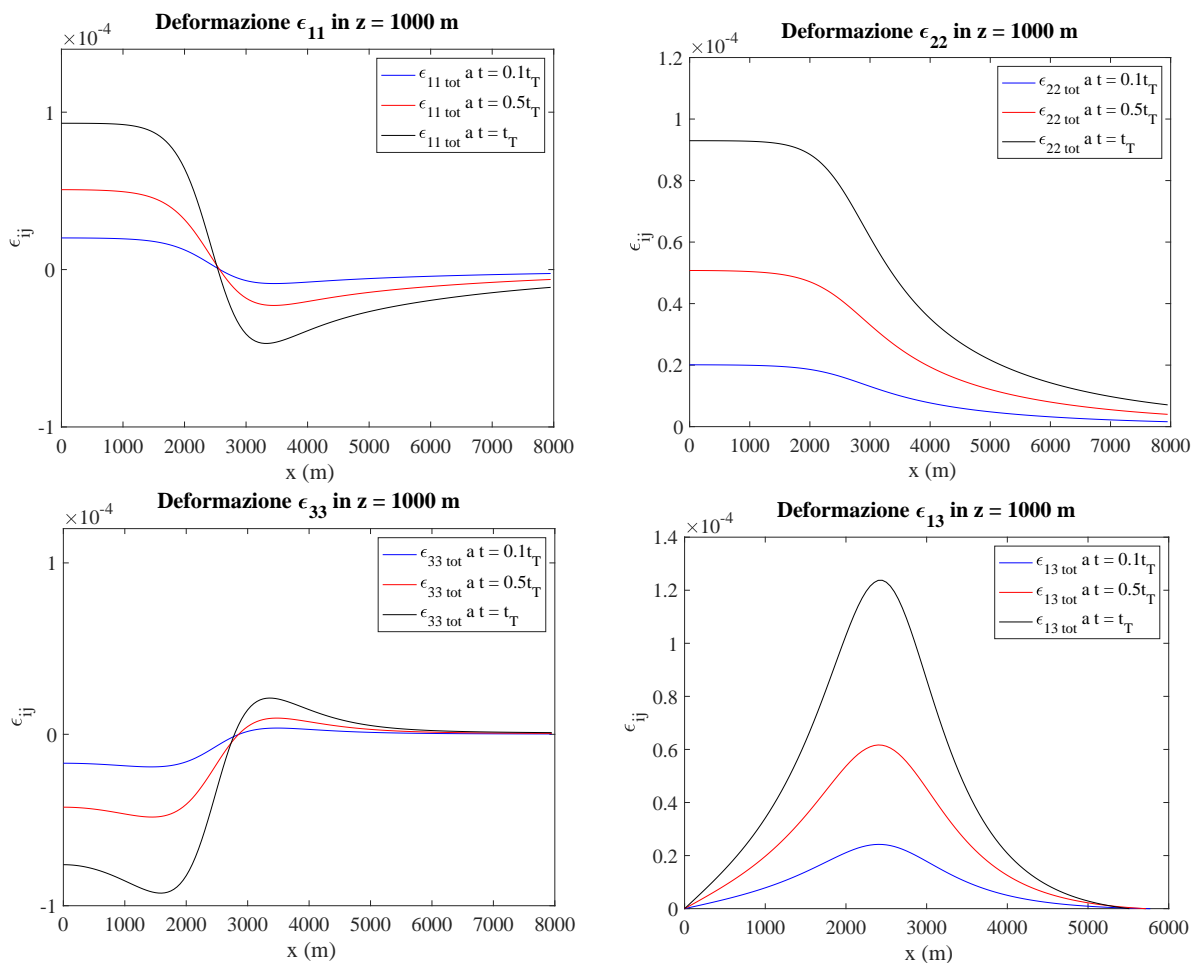 Deformazione ϵ11 in z = 1000 m
×10-4
ϵ11 tot a t = 0.1tT
ϵ11 tot a t = 0.5tT
ϵ11 tot a t = tT
1
0
-1
ϵij
0 1000 2000 3000 4000 5000 6000 7000 8000
x (m)
Deformazione ϵ22 in z = 1000 m
×10-4
ϵ22 tot a t = 0.1tT
ϵ22 tot a t = 0.5tT
ϵ22 tot a t = tT
1.2
1
0.8
0.6
0.4
0.2
0
ϵij
0 1000 2000 3000 4000 5000 6000 7000 8000
x (m)
Deformazione ϵ33 in z = 1000 m
×10-4
ϵ33 tot a t = 0.1tT
ϵ33 tot a t = 0.5tT
ϵ33 tot a t = tT
1
0
-1
ϵij
0 1000 2000 3000 4000 5000 6000 7000 8000
x (m)
Deformazione ϵ13 in z = 1000 m
×10-4
ϵ13 tot a t = 0.1tT
ϵ13 tot a t = 0.5tT
ϵ13 tot a t = tT
1.4
1.2
1
0.8
0.6
0.4
0.2
0
ϵij
0 1000 2000 3000 4000 5000 6000
x (m)